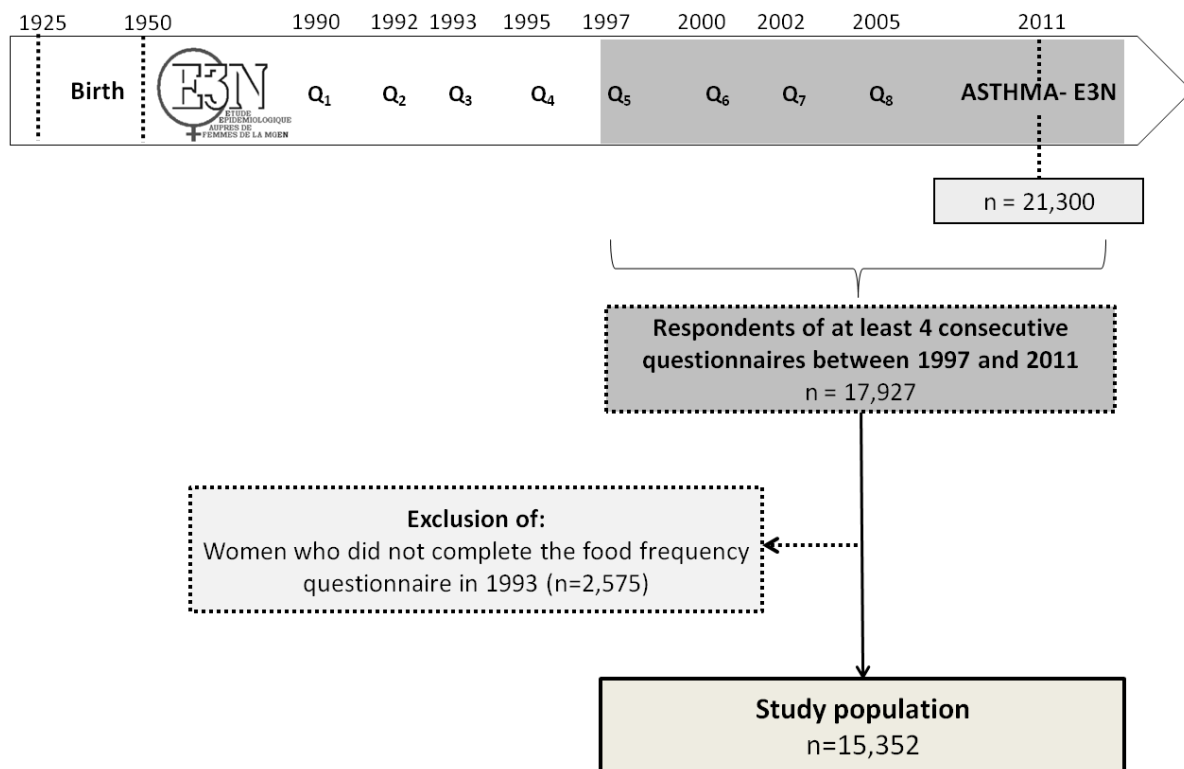 1925 1950 1990 1992 1993 1995 1997 2000 2002 2005 2011
Birth E3N Q1 Q2 Q3 Q4 Q5 Q6 Q7 Q8 ASTHMA- E3N
ETUDE
EPIDEMIOLOGIQUE
AUPRES DE
FEMMES DE LA MGEN
n = 21,300
Respondents of at least 4 consecutive
questionnaires between 1997 and 2011
n = 17,927
Exclusion of:
Women who did not complete the food frequency
questionnaire in 1993 (n=2,575)
Study population
n=15,352